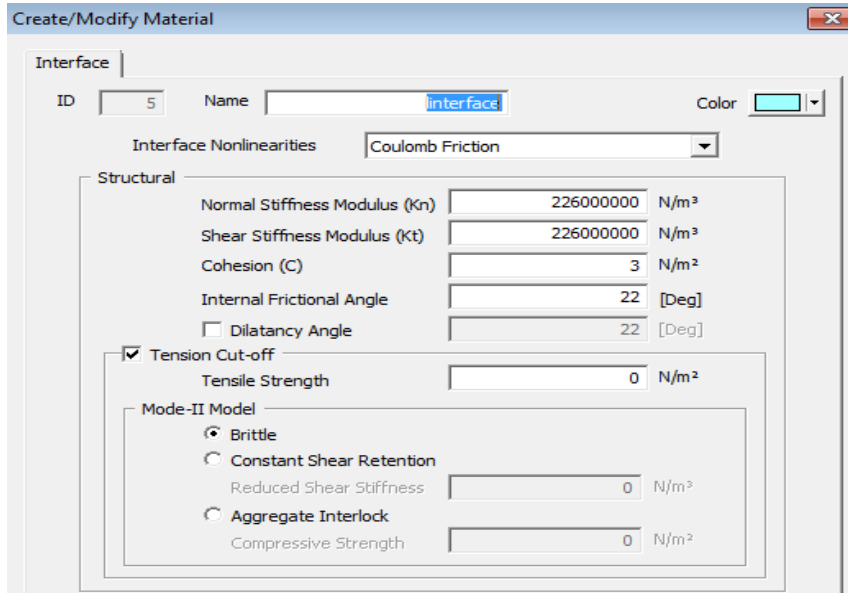 Create/Modify Material
Interface
ID 5 Name interface Color
Interface Nonlinearities Coulomb Friction
Structural
Normal Stiffness Modulus (Kn) 226000000 N/m³
Shear Stiffness Modulus (Kt) 226000000 N/m³
Cohesion (C) 3 N/m²
Internal Frictional Angle 22 [Deg]
Dilatancy Angle 22 [Deg]
Tension Cut-off
Tensile Strength 0 N/m²
Mode-II Model
Brittle
Constant Shear Retention
Reduced Shear Stiffness 0 N/m³
Aggregate Interlock
Compressive Strength 0 N/m²